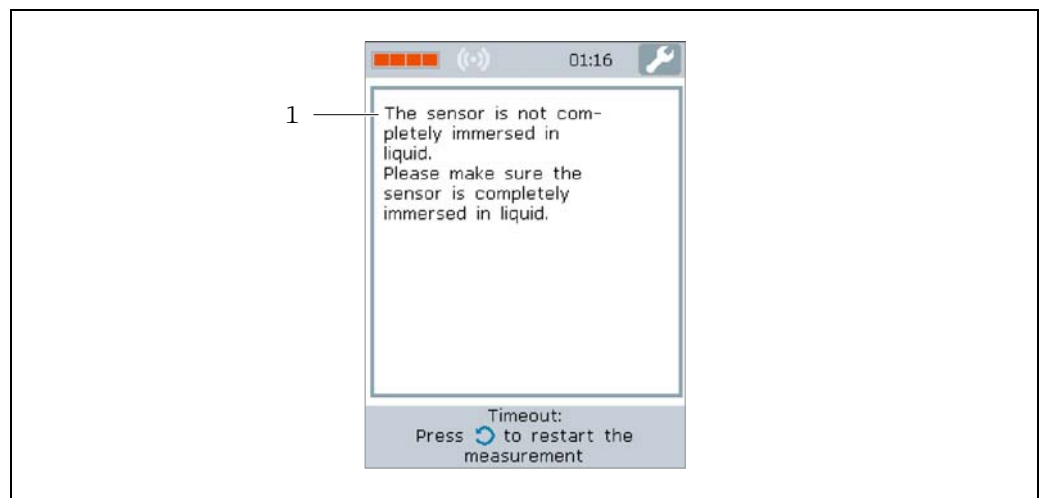 01:16
1
The sensor is not com-
pletely immersed in
liquid.
Please make sure the
sensor is completely
immersed in liquid.
Timeout:
Press to restart the
measurement